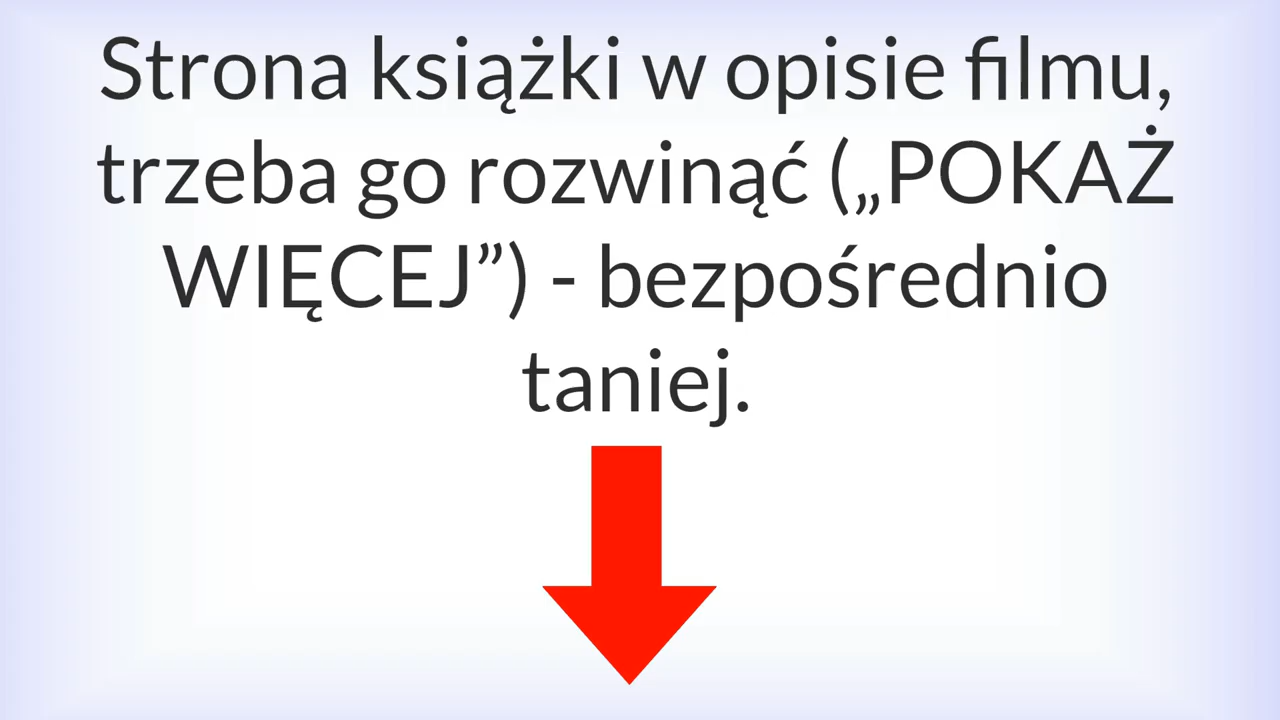 Strona książki w opisie filmu,
trzeba go rozwinąć („POKAŻ
WIĘCEJ”) - bezpośrednio
taniej.